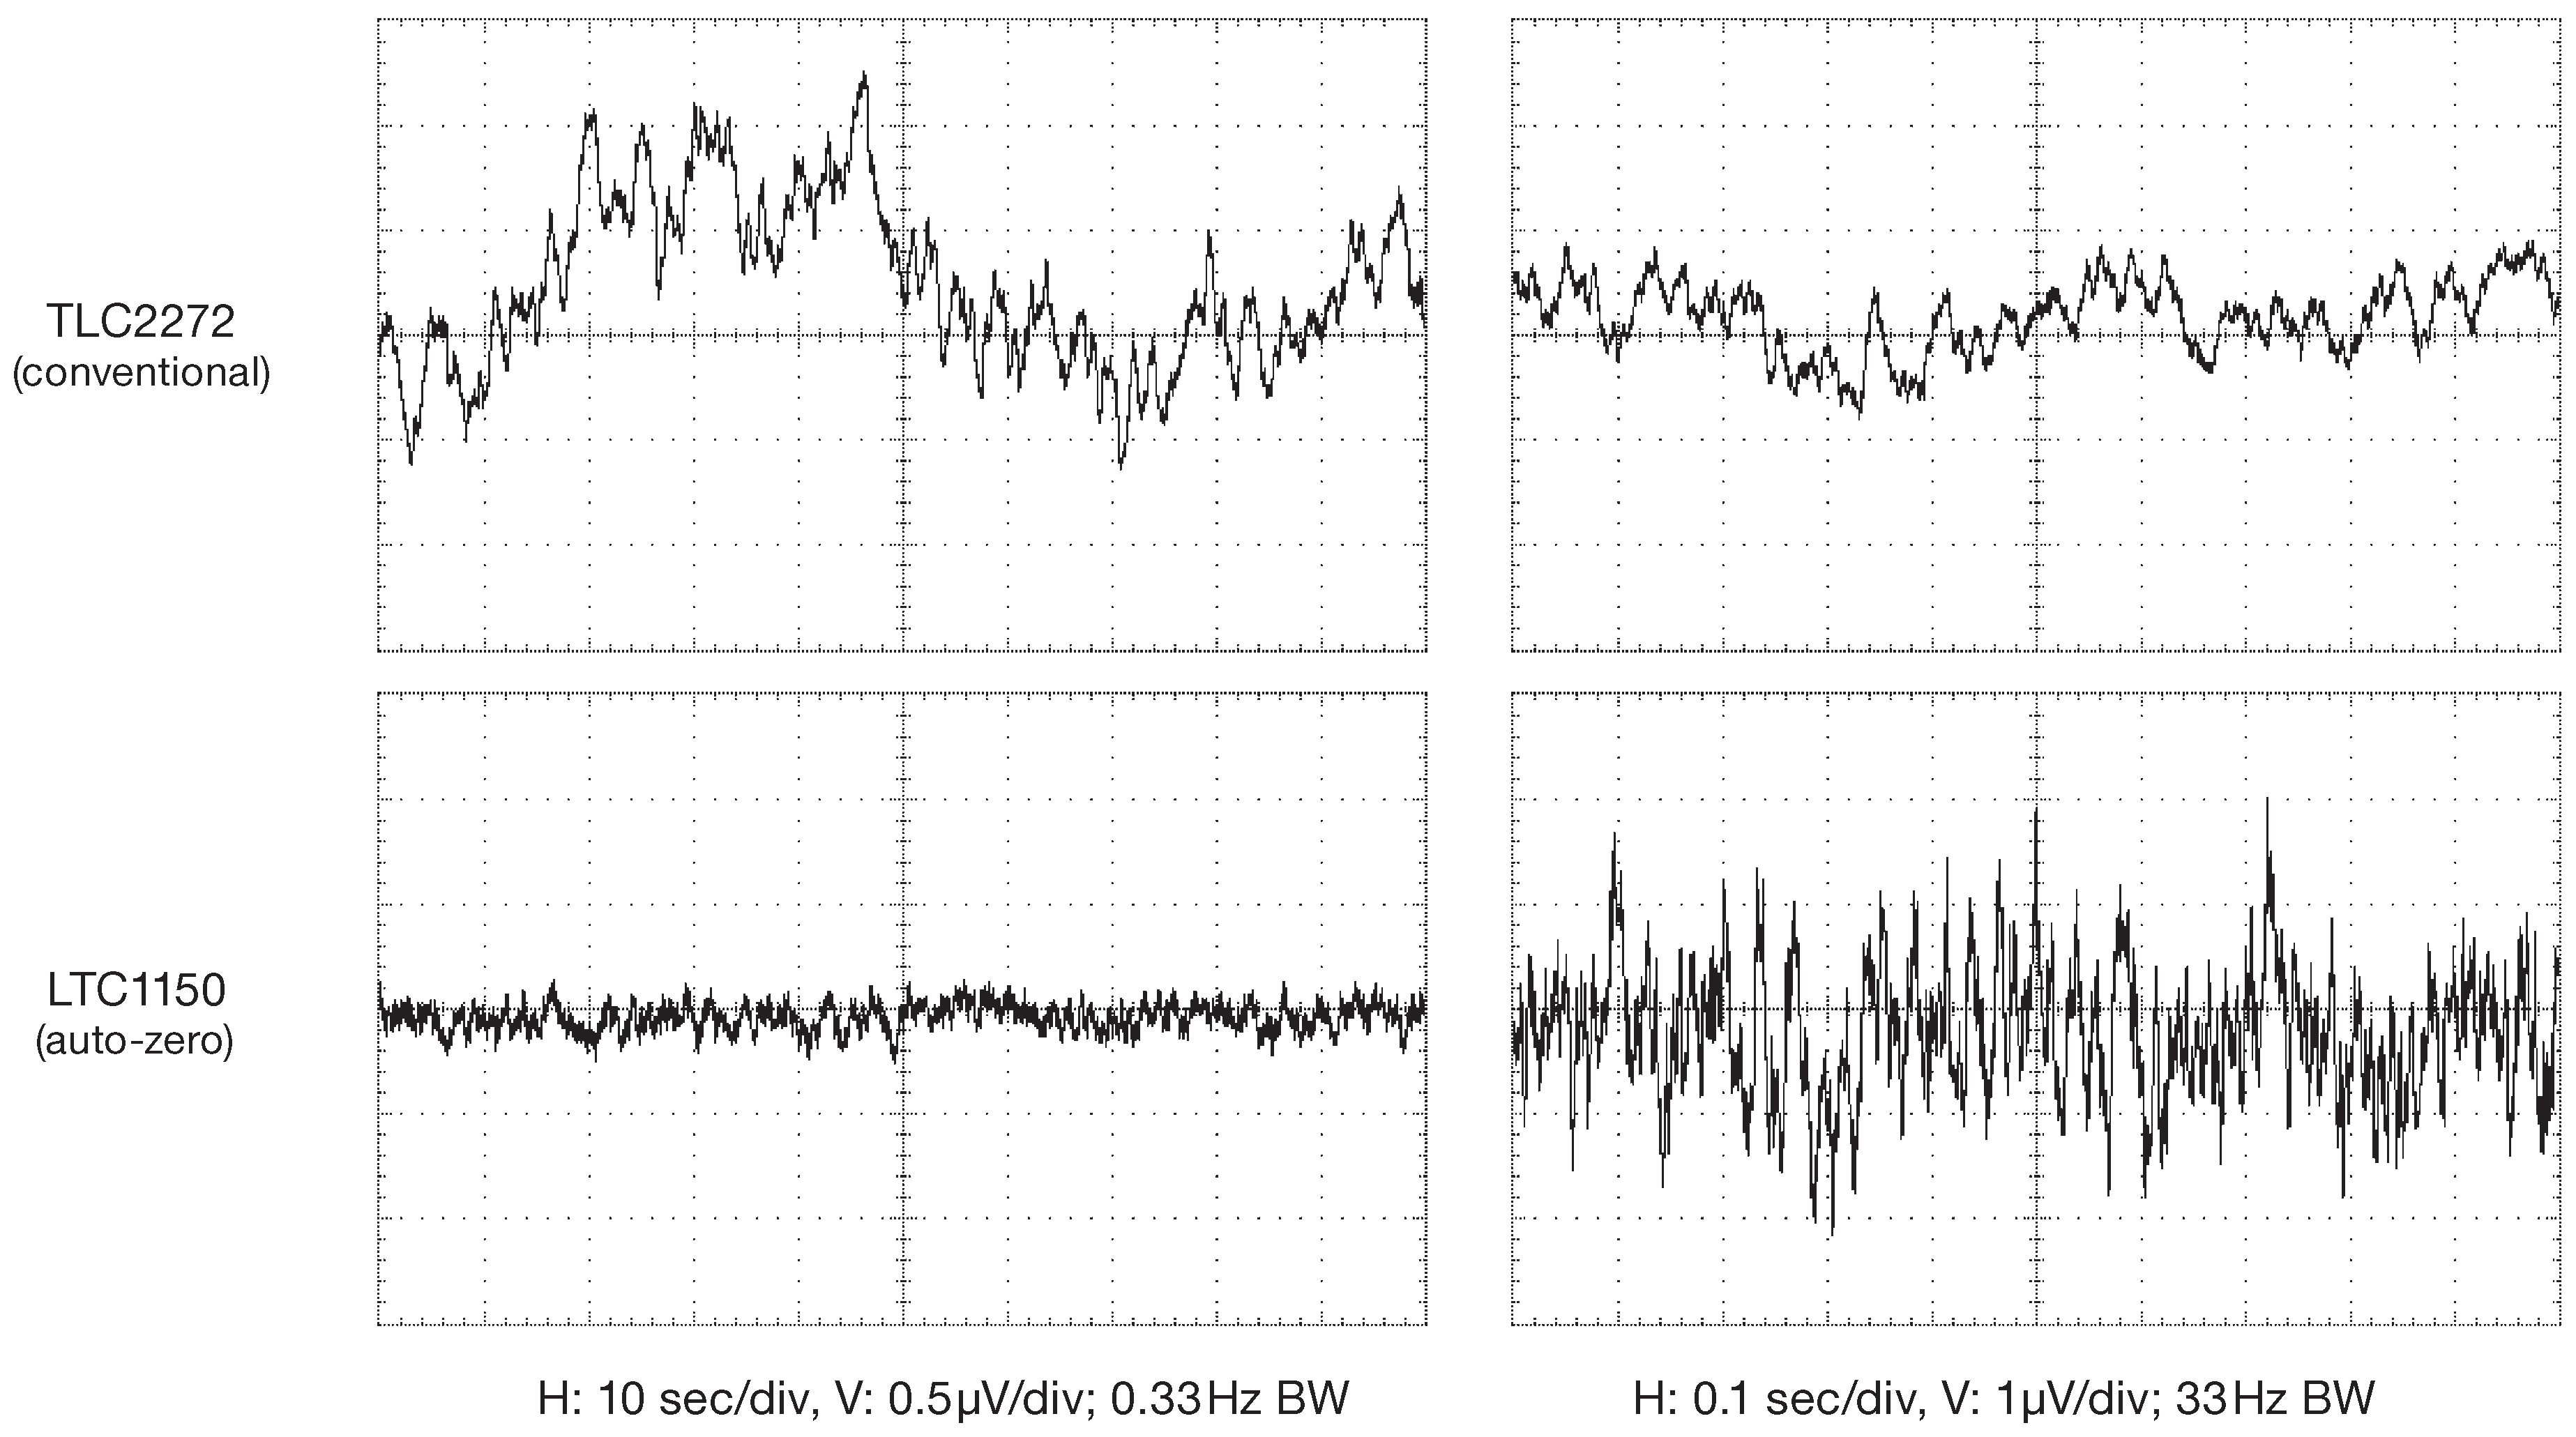 TLC2272
(conventional)
LTC1150
(auto-zero)
H: 10 sec/div, V: 0.5µV/div; 0.33Hz BW
H: 0.1 sec/div, V: 1µV/div; 33Hz BW